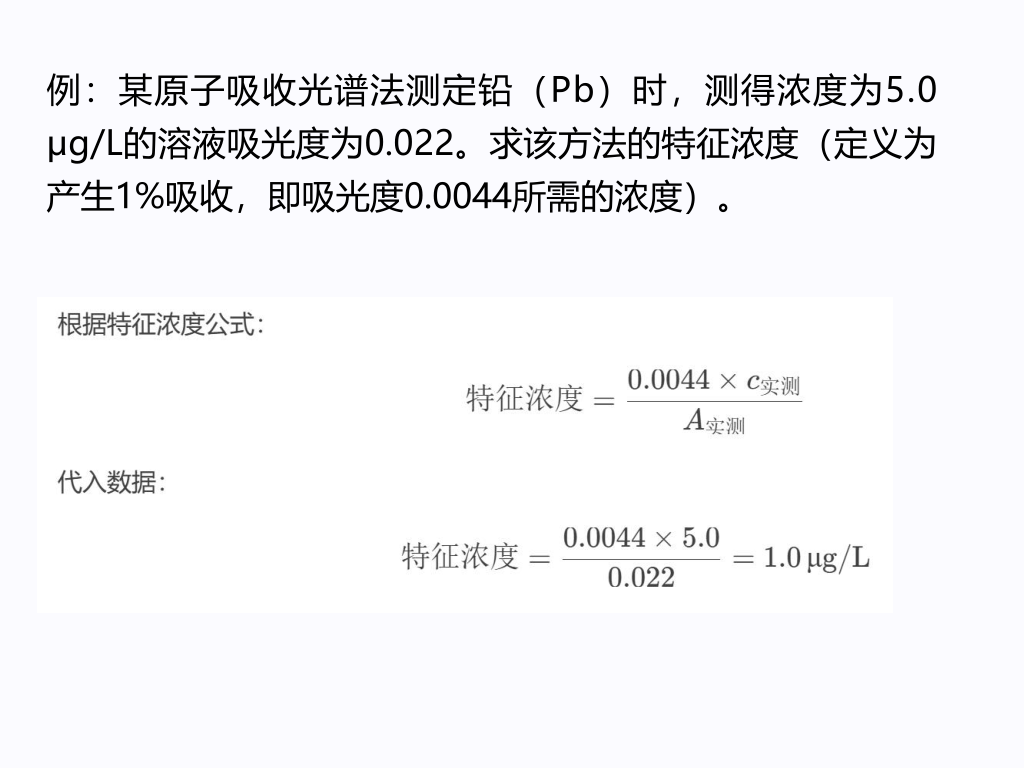 例：某原子吸收光谱法测定铅（Pb）时，测得浓度为5.0
μg/L的溶液吸光度为0.022。求该方法的特征浓度（定义为
产生1%吸收，即吸光度0.0044所需的浓度）。
根据特征浓度公式：
特征浓度 = \frac{0.0044 × c_{实测}}{A_{实测}}
代入数据：
特征浓度 = \frac{0.0044 × 5.0}{0.022} = 1.0 μg/L